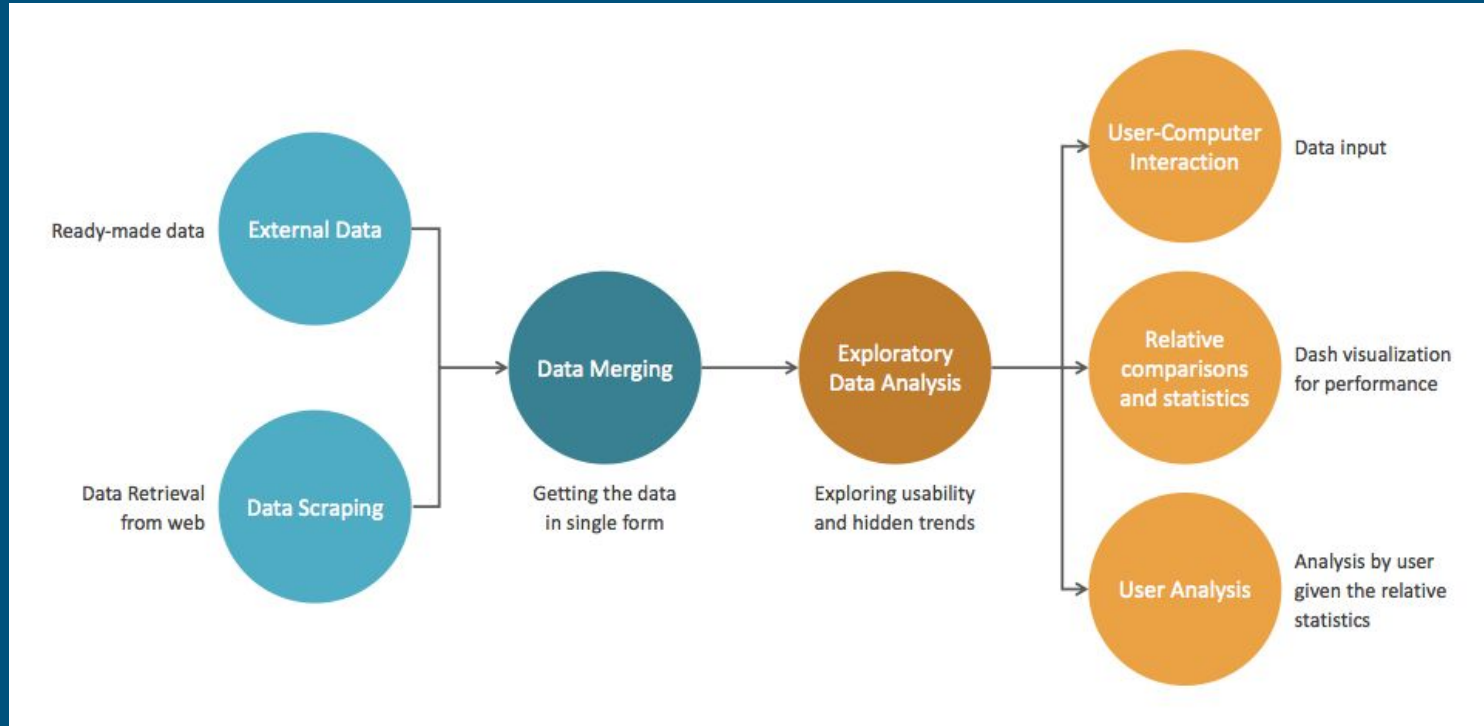 Ready-made data
External Data
Data Retrieval
from web
Data Scraping
Data Merging
Getting the data
in single form
Exploratory
Data Analysis
Exploring usability
and hidden trends
User-Computer
Interaction
Data input
Relative
comparisons
and statistics
Dash visualization
for performance
User Analysis
Analysis by user
given the relative
statistics